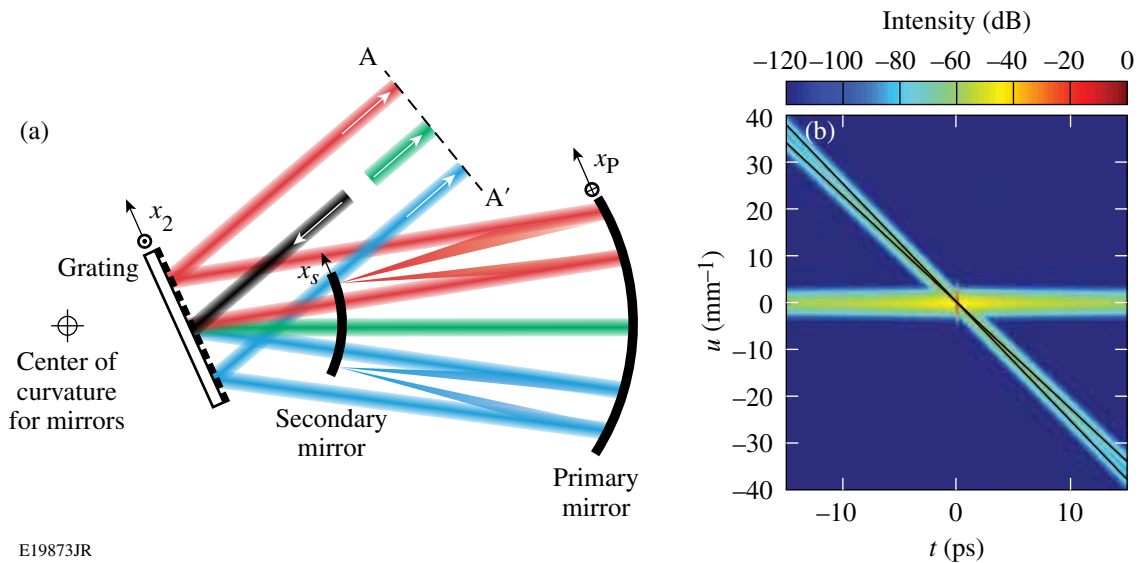 (a)
A
A′
x₂
Grating
x_s
x_P
Center of
curvature
for mirrors
Secondary
mirror
Primary
mirror
E19873JR
Intensity (dB)
–120 –100 –80 –60 –40 –20 0
(b)
40
30
20
10
0
–10
–20
–30
–40
u (mm⁻¹)
–10 0 10
t (ps)